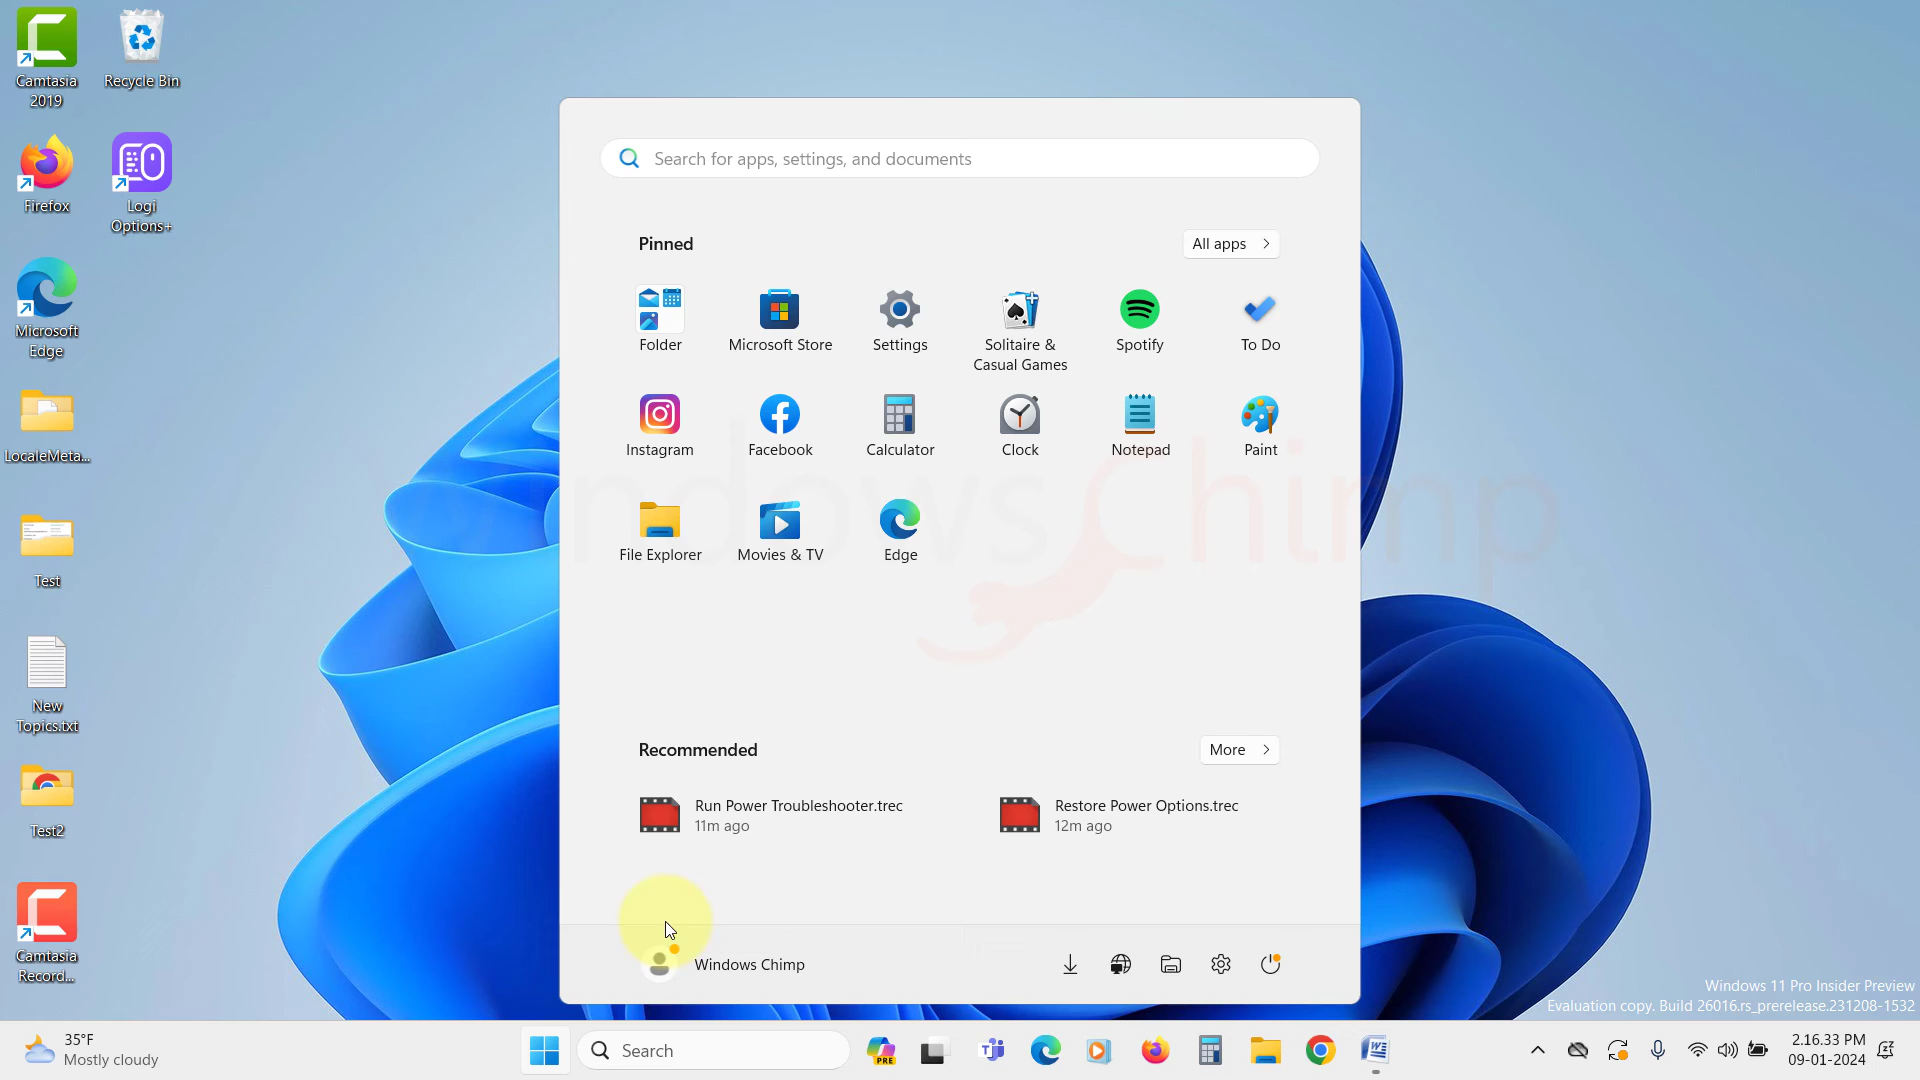 Camtasia
2019
Recycle Bin
Firefox
Logi
Options+
Microsoft
Edge
LocaleMeta...
Test
New
Topics.txt
Test2
Camtasia
Record...
Search for apps, settings, and documents
Pinned
All apps
Folder
Microsoft Store
Settings
Solitaire &
Casual Games
Spotify
To Do
Instagram
Facebook
Calculator
Clock
Notepad
Paint
File Explorer
Movies & TV
Edge
indowsChimp
Recommended
More
Run Power Troubleshooter.trec
11m ago
Restore Power Options.trec
12m ago
Windows Chimp
Windows 11 Pro Insider Preview
Evaluation copy. Build 26016.rs_prerelease.231208-1532
35°F
Mostly cloudy
Search
PRE
2.16.33 PM
09-01-2024